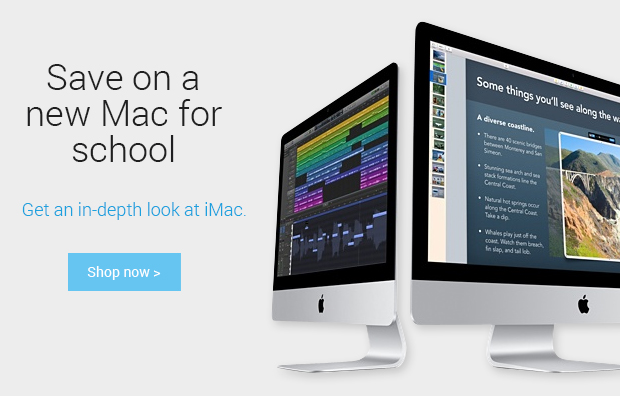 Save on a
new Mac for
school
Get an in-depth look at iMac.
Shop now >
Some things you'll see along the wa
A diverse coastline.
• There are 40 scenic bridges
between Monterey and San
Simeon.
• Stunning sea arch and sea
stack formations line the
Central Coast.
• Natural hot springs occur
along the Central Coast.
Take a dip.
• Whales play just off the
coast. Watch them breach,
fin slap, and tail lob.